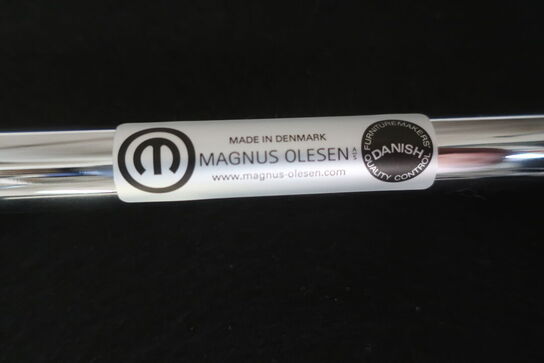 MADE IN DENMARK
MAGNUS OLESEN
www.magnus-olesen.com
FURNITUREMAKERS'
DANISH
QUALITY CONTROL